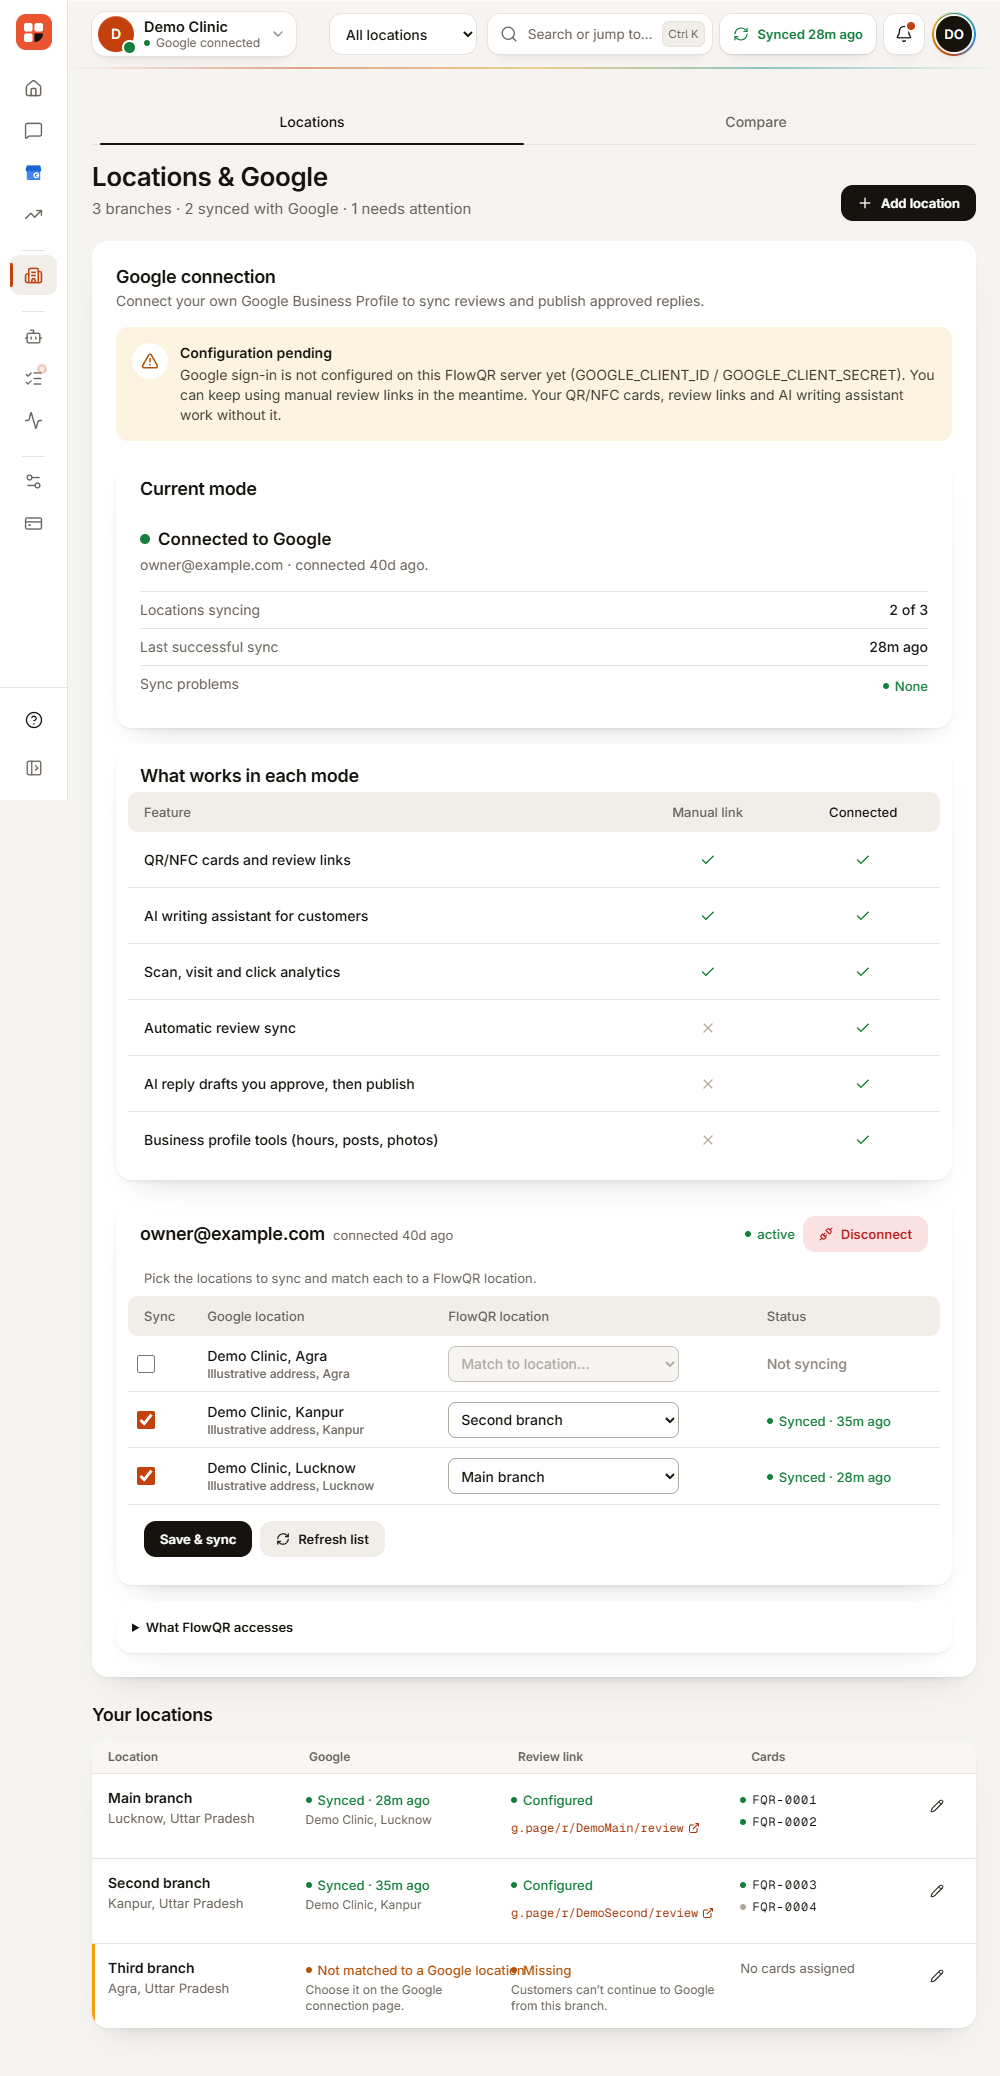 D
Demo Clinic
Google connected
All locations
Search or jump to...
Ctrl K
Synced 28m ago
DO
Locations
Compare
Locations & Google
3 branches · 2 synced with Google · 1 needs attention
Add location
Google connection
Connect your own Google Business Profile to sync reviews and publish approved replies.
Configuration pending
Google sign-in is not configured on this FlowQR server yet (GOOGLE_CLIENT_ID / GOOGLE_CLIENT_SECRET). You
can keep using manual review links in the meantime. Your QR/NFC cards, review links and AI writing assistant
work without it.
Current mode
Connected to Google
owner@example.com · connected 40d ago.
Locations syncing
2 of 3
Last successful sync
28m ago
Sync problems
None
What works in each mode
Feature
Manual link
Connected
QR/NFC cards and review links
AI writing assistant for customers
Scan, visit and click analytics
Automatic review sync
AI reply drafts you approve, then publish
Business profile tools (hours, posts, photos)
owner@example.com connected 40d ago
active
Disconnect
Pick the locations to sync and match each to a FlowQR location.
Sync
Google location
FlowQR location
Status
Demo Clinic, Agra
Illustrative address, Agra
Match to location...
Not syncing
Demo Clinic, Kanpur
Illustrative address, Kanpur
Second branch
Synced · 35m ago
Demo Clinic, Lucknow
Illustrative address, Lucknow
Main branch
Synced · 28m ago
Save & sync
Refresh list
What FlowQR accesses
Your locations
Location
Google
Review link
Cards
Main branch
Lucknow, Uttar Pradesh
Synced · 28m ago
Demo Clinic, Lucknow
Configured
g.page/r/DemoMain/review
FQR-0001
FQR-0002
Second branch
Kanpur, Uttar Pradesh
Synced · 35m ago
Demo Clinic, Kanpur
Configured
g.page/r/DemoSecond/review
FQR-0003
FQR-0004
Third branch
Agra, Uttar Pradesh
Not matched to a Google location
Choose it on the Google
connection page.
Missing
Customers can't continue to Google
from this branch.
No cards assigned